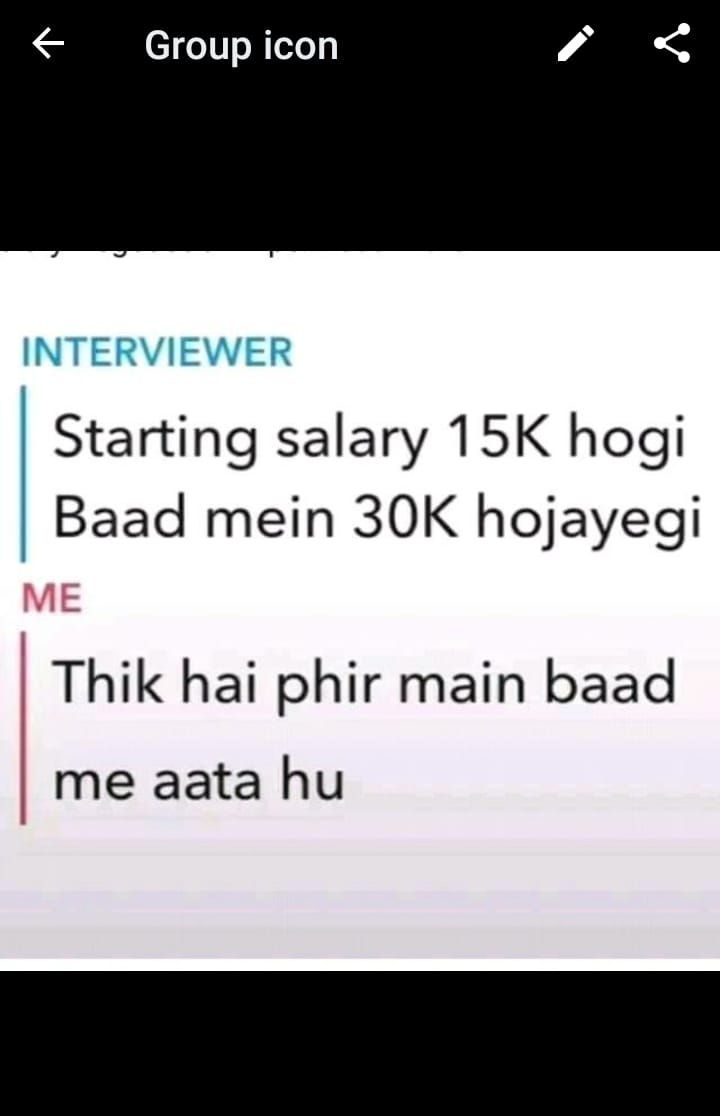 Group icon
INTERVIEWER
Starting salary 15K hogi
Baad mein 30K hojayegi
ME
Thik hai phir main baad
me aata hu